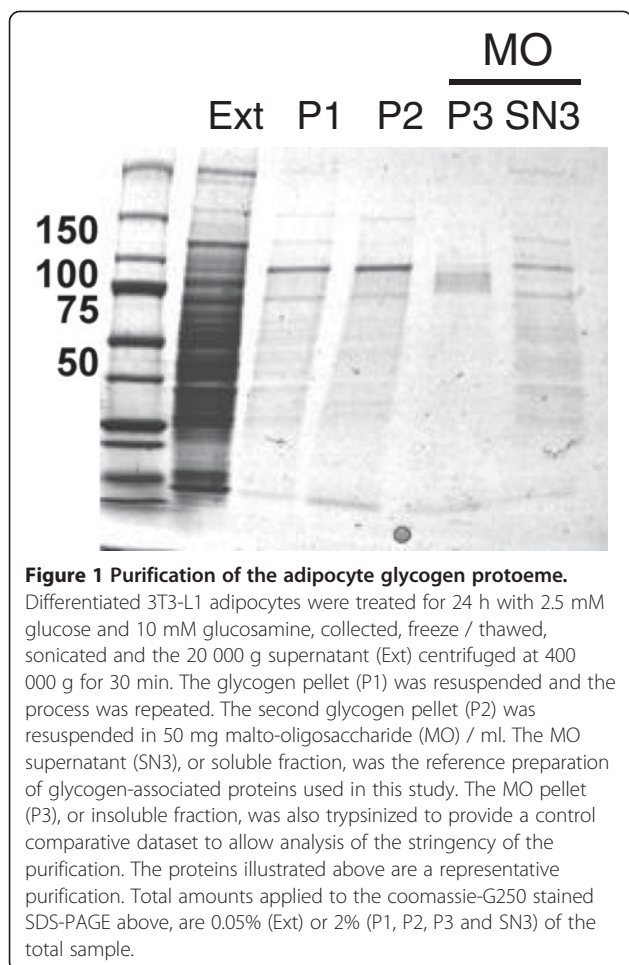 MO
Ext P1 P2 P3 SN3
150
100
75
50
Figure 1 Purification of the adipocyte glycogen protoeme.
Differentiated 3T3-L1 adipocytes were treated for 24 h with 2.5 mM
glucose and 10 mM glucosamine, collected, freeze / thawed,
sonicated and the 20 000 g supernatant (Ext) centrifuged at 400
000 g for 30 min. The glycogen pellet (P1) was resuspended and the
process was repeated. The second glycogen pellet (P2) was
resuspended in 50 mg malto-oligosaccharide (MO) / ml. The MO
supernatant (SN3), or soluble fraction, was the reference preparation
of glycogen-associated proteins used in this study. The MO pellet
(P3), or insoluble fraction, was also trypsinized to provide a control
comparative dataset to allow analysis of the stringency of the
purification. The proteins illustrated above are a representative
purification. Total amounts applied to the coomassie-G250 stained
SDS-PAGE above, are 0.05% (Ext) or 2% (P1, P2, P3 and SN3) of the
total sample.